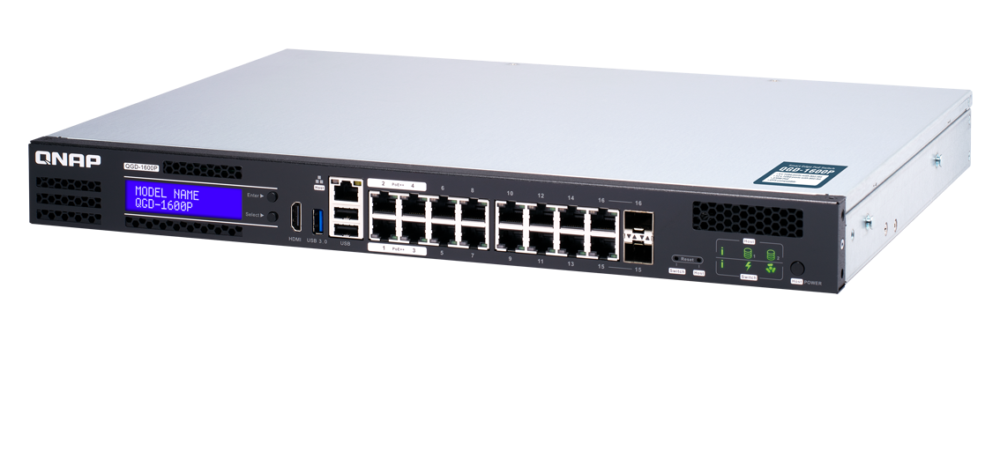 QNAP
QGD-1600P
MODEL NAME
QGD-1600P
Enter
Select
HDMI
USB 3.0
Host
USB
2 PoE++ 4 6 8 10 12 14 16 16
1 PoE++ 3 5 7 9 11 13 15 15
Reset
Switch Host
Host
1 2
Switch
Host POWER
QGD-1600P